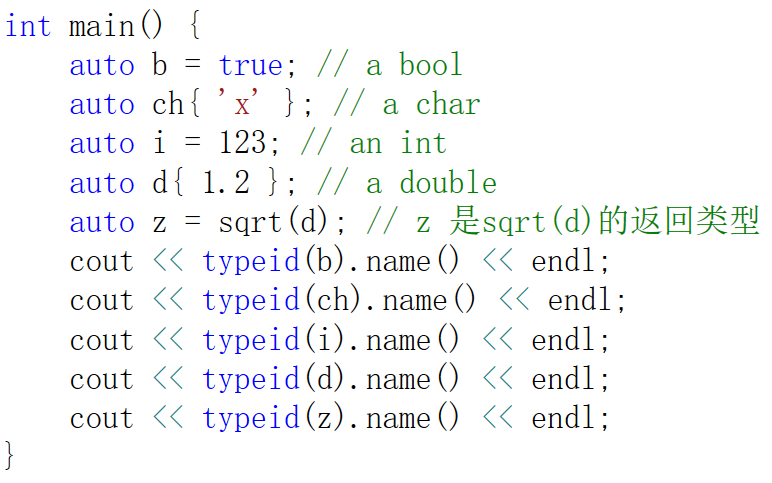 int main() {
    auto b = true; // a bool
    auto ch{ 'x' }; // a char
    auto i = 123; // an int
    auto d{ 1.2 }; // a double
    auto z = sqrt(d); // z 是sqrt(d)的返回类型
    cout << typeid(b).name() << endl;
    cout << typeid(ch).name() << endl;
    cout << typeid(i).name() << endl;
    cout << typeid(d).name() << endl;
    cout << typeid(z).name() << endl;
}